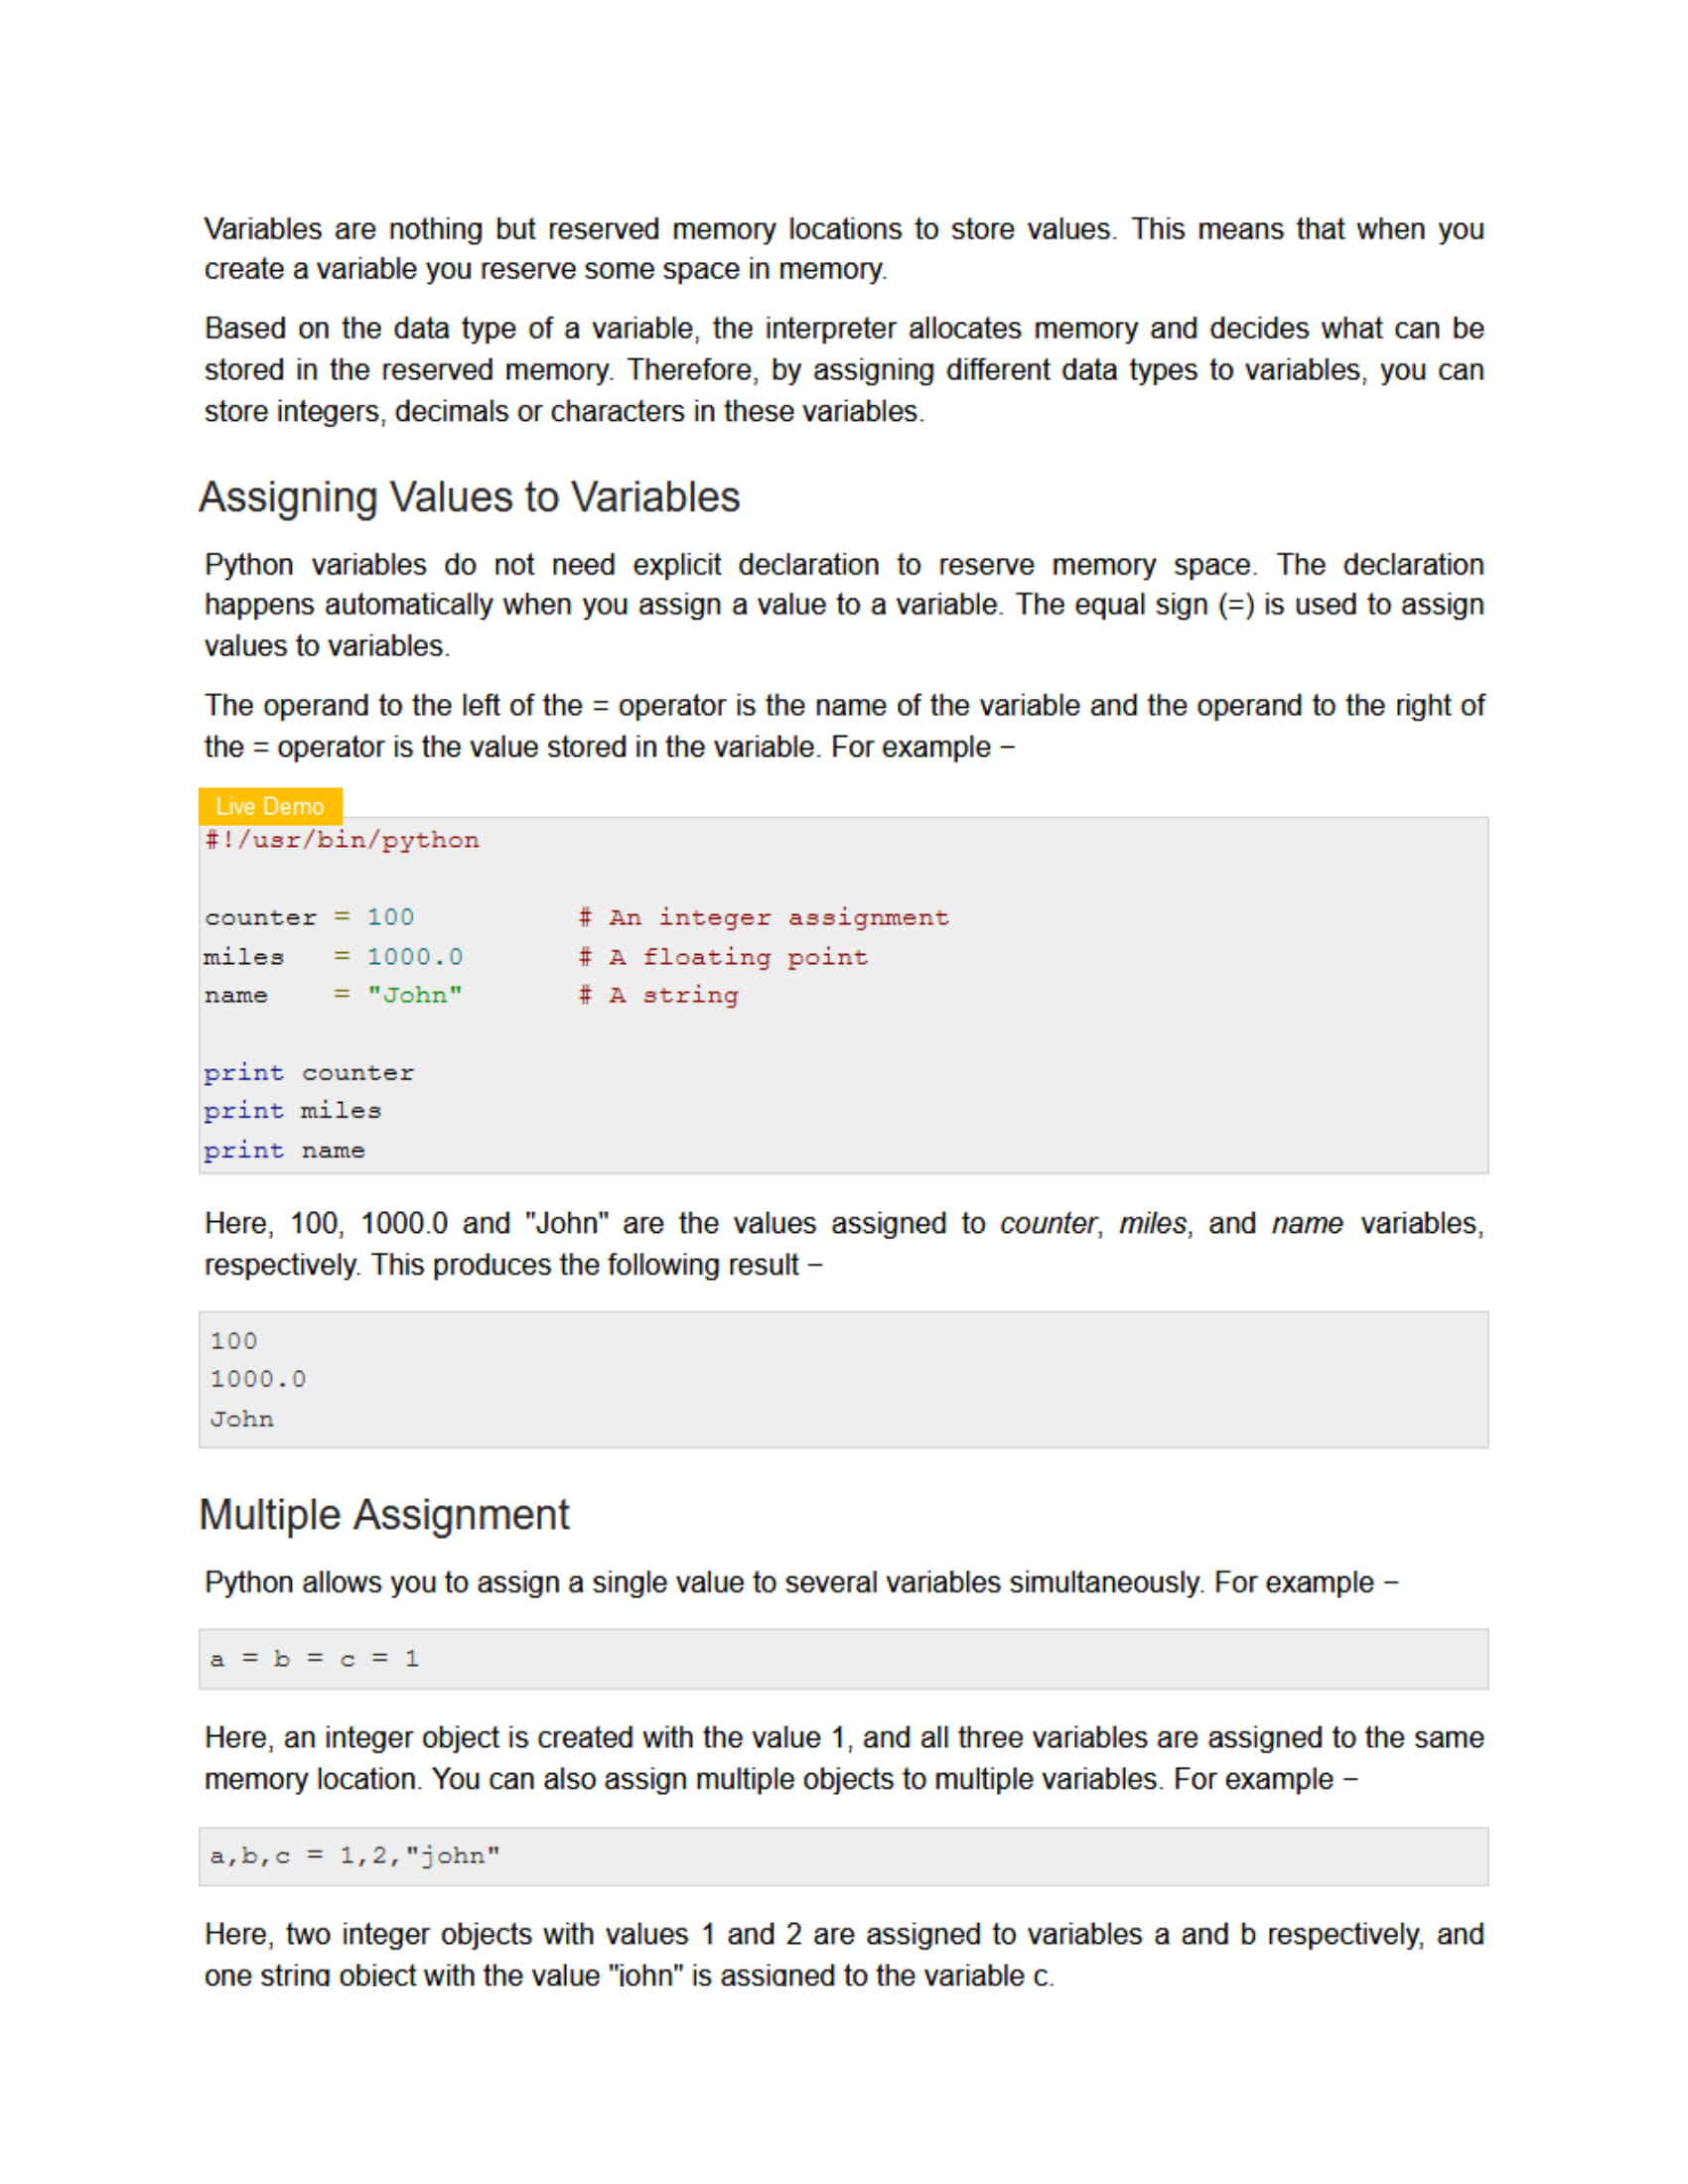 Variables are nothing but reserved memory locations to store values. This means that when you
create a variable you reserve some space in memory.
Based on the data type of a variable, the interpreter allocates memory and decides what can be
stored in the reserved memory. Therefore, by assigning different data types to variables, you can
store integers, decimals or characters in these variables.
Assigning Values to Variables
Python variables do not need explicit declaration to reserve memory space. The declaration
happens automatically when you assign a value to a variable. The equal sign (=) is used to assign
values to variables.
The operand to the left of the = operator is the name of the variable and the operand to the right of
the = operator is the value stored in the variable. For example −
Live Demo
#!/usr/bin/python
counter = 100          # An integer assignment
miles   = 1000.0       # A floating point
name    = "John"       # A string
print counter
print miles
print name
Here, 100, 1000.0 and "John" are the values assigned to counter, miles, and name variables,
respectively. This produces the following result −
100
1000.0
John
Multiple Assignment
Python allows you to assign a single value to several variables simultaneously. For example −
a = b = c = 1
Here, an integer object is created with the value 1, and all three variables are assigned to the same
memory location. You can also assign multiple objects to multiple variables. For example −
a,b,c = 1,2,"john"
Here, two integer objects with values 1 and 2 are assigned to variables a and b respectively, and
one string object with the value "john" is assigned to the variable c.